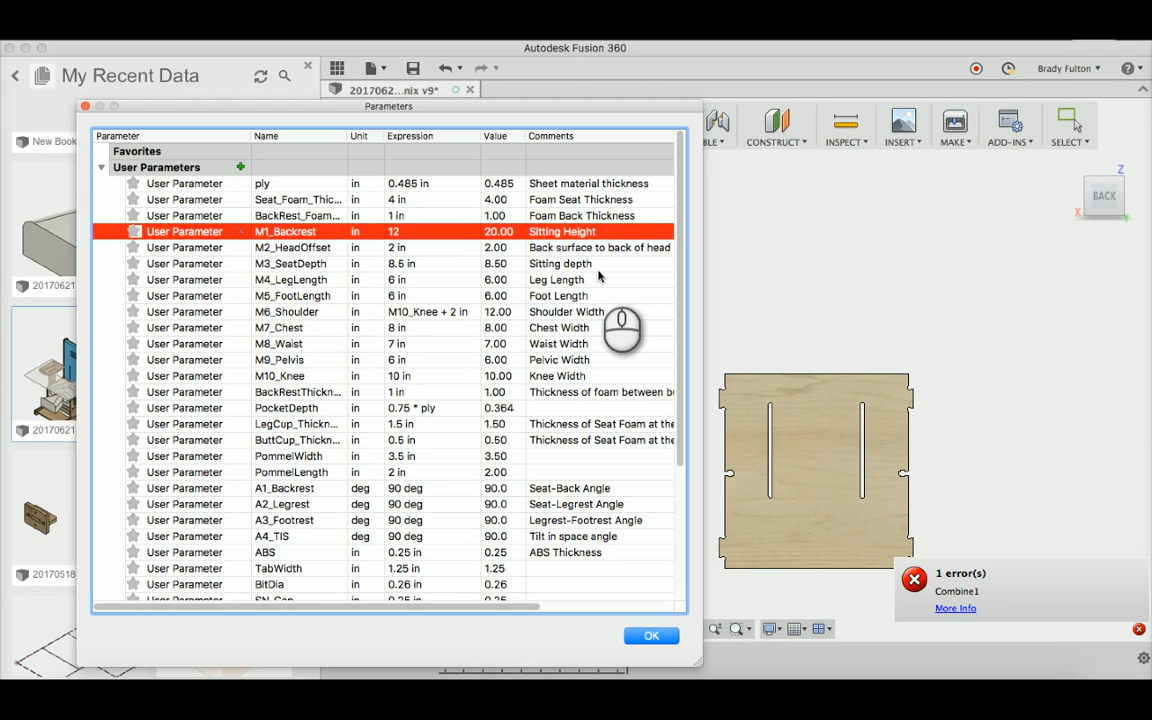 Autodesk Fusion 360
My Recent Data
Brady Fulton
201762...nix v9*
Parameters
New Book
BLE CONSTRUCT INSPECT INSERT MAKE ADD-INS SELECT
Parameter Name Unit Expression Value Comments
Favorites
User Parameters
User Parameter ply in 0.485 in 0.485 Sheet material thickness
User Parameter Seat_Foam_Thic... in 4 in 4.00 Foam Seat Thickness
User Parameter BackRest_Foam... in 1 in 1.00 Foam Back Thickness
User Parameter M1_Backrest in 12 20.00 Sitting Height
User Parameter M2_HeadOffset in 2 in 2.00 Back surface to back of head
User Parameter M3_SeatDepth in 8.5 in 8.50 Sitting depth
User Parameter M4_LegLength in 6 in 6.00 Leg Length
User Parameter M5_FootLength in 6 in 6.00 Foot Length
User Parameter M6_Shoulder in M10_Knee + 2 in 12.00 Shoulder Width
User Parameter M7_Chest in 8 in 8.00 Chest Width
User Parameter M8_Waist in 7 in 7.00 Waist Width
User Parameter M9_Pelvis in 6 in 6.00 Pelvic Width
User Parameter M10_Knee in 10 in 10.00 Knee Width
User Parameter BackRestThickn... in 1 in 1.00 Thickness of foam between b
User Parameter PocketDepth in 0.75 * ply 0.364
User Parameter LegCup_Thickn... in 1.5 in 1.50 Thickness of Seat Foam at the
User Parameter ButtCup_Thickn... in 0.5 in 0.50 Thickness of Seat Foam at the
User Parameter PommelWidth in 3.5 in 3.50
User Parameter PommelLength in 2 in 2.00
User Parameter A1_Backrest deg 90 deg 90.0 Seat-Back Angle
User Parameter A2_Legrest deg 90 deg 90.0 Seat-Legrest Angle
User Parameter A3_Footrest deg 90 deg 90.0 Legrest-Footrest Angle
User Parameter A4_TIS deg 90 deg 90.0 Tilt in space angle
User Parameter ABS in 0.25 in 0.25 ABS Thickness
User Parameter TabWidth in 1.25 in 1.25
User Parameter BitDia in 0.26 in 0.26
OK
20170621
20170621
20170518
Z
BACK
X
Y
1 error(s)
Combine1
More Info